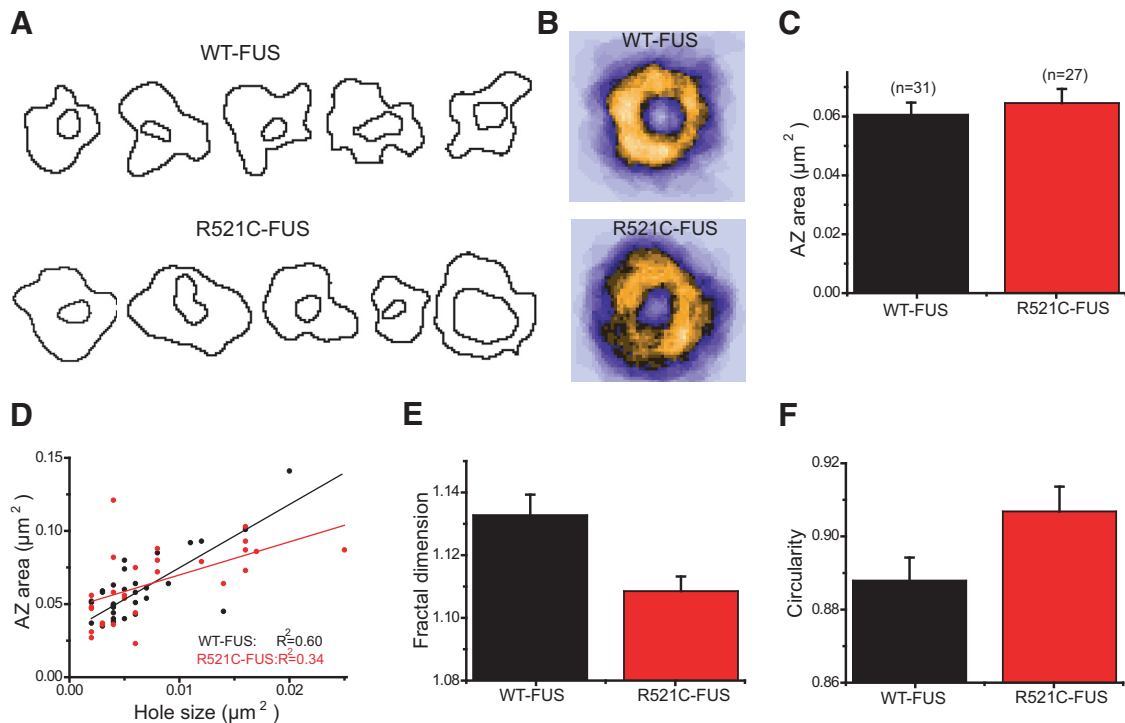 A
WT-FUS
R521C-FUS
B
WT-FUS
R521C-FUS
C
AZ area (µm²)
0.06
0.04
0.02
0.00
(n=31)
(n=27)
WT-FUS
R521C-FUS
D
AZ area (µm²)
0.15
0.10
0.05
0.00
WT-FUS: R²=0.60
R521C-FUS:R²=0.34
0.00
0.01
0.02
Hole size (µm²)
E
Fractal dimension
1.14
1.12
1.10
1.08
WT-FUS
R521C-FUS
F
Circularity
0.92
0.90
0.88
0.86
WT-FUS
R521C-FUS